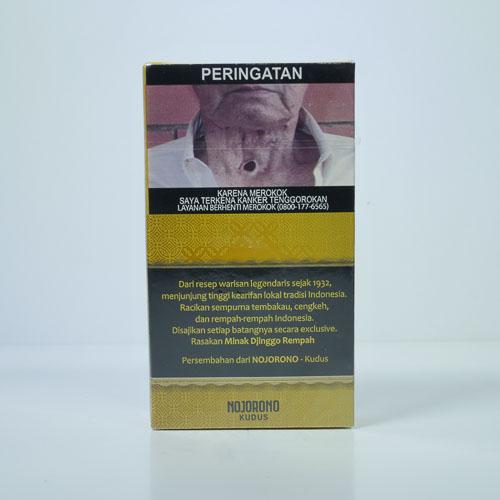 PERINGATAN
KARENA MEROKOK
SAYA TERKENA KANKER TENGGOROKAN
LAYANAN BERHENTI MEROKOK (0800-177-6565)
Dari resep warisan legendaris sejak 1932,
menjunjung tinggi kearifan lokal tradisi Indonesia.
Racikan sempurna tembakau, cengkeh,
dan rempah-rempah Indonesia.
Disajikan setiap batangnya secara exclusive.
Rasakan Minak Djinggo Rempah
Persembahan dari NOJORONO - Kudus
NOJORONO
KUDUS